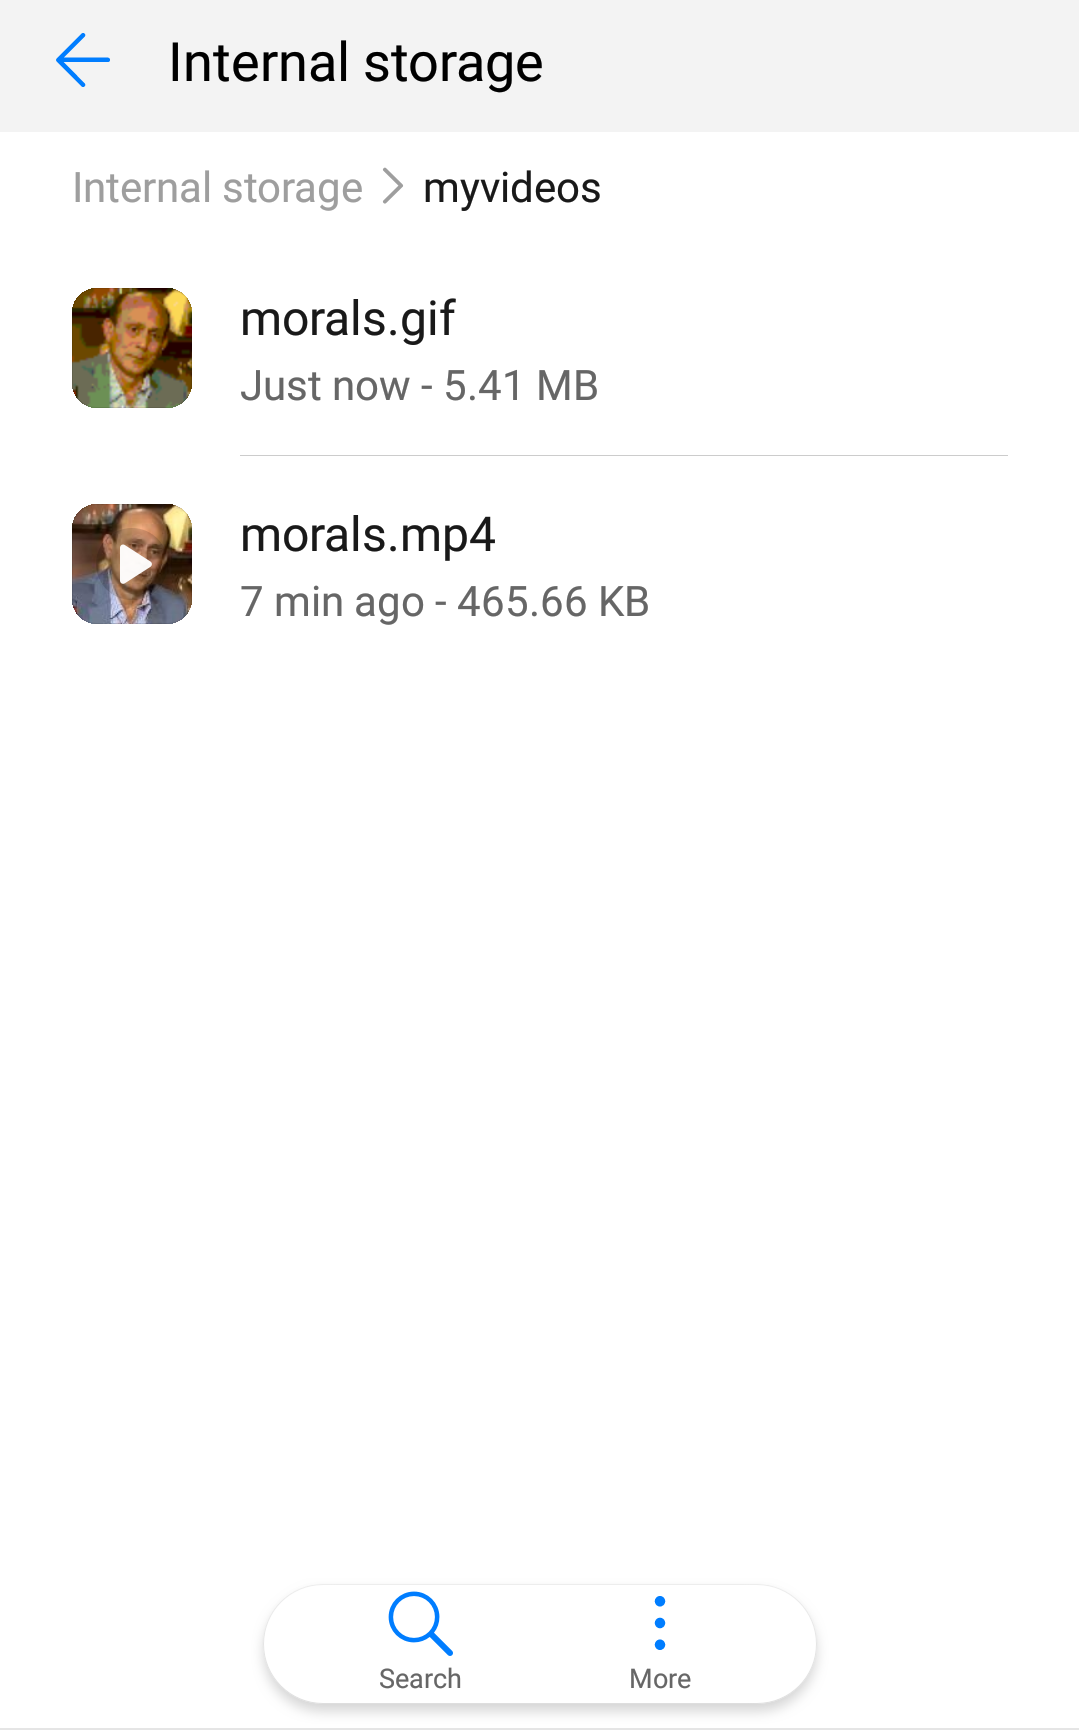 Internal storage
Internal storage > myvideos
morals.gif
Just now - 5.41 MB
morals.mp4
7 min ago - 465.66 KB
Search More